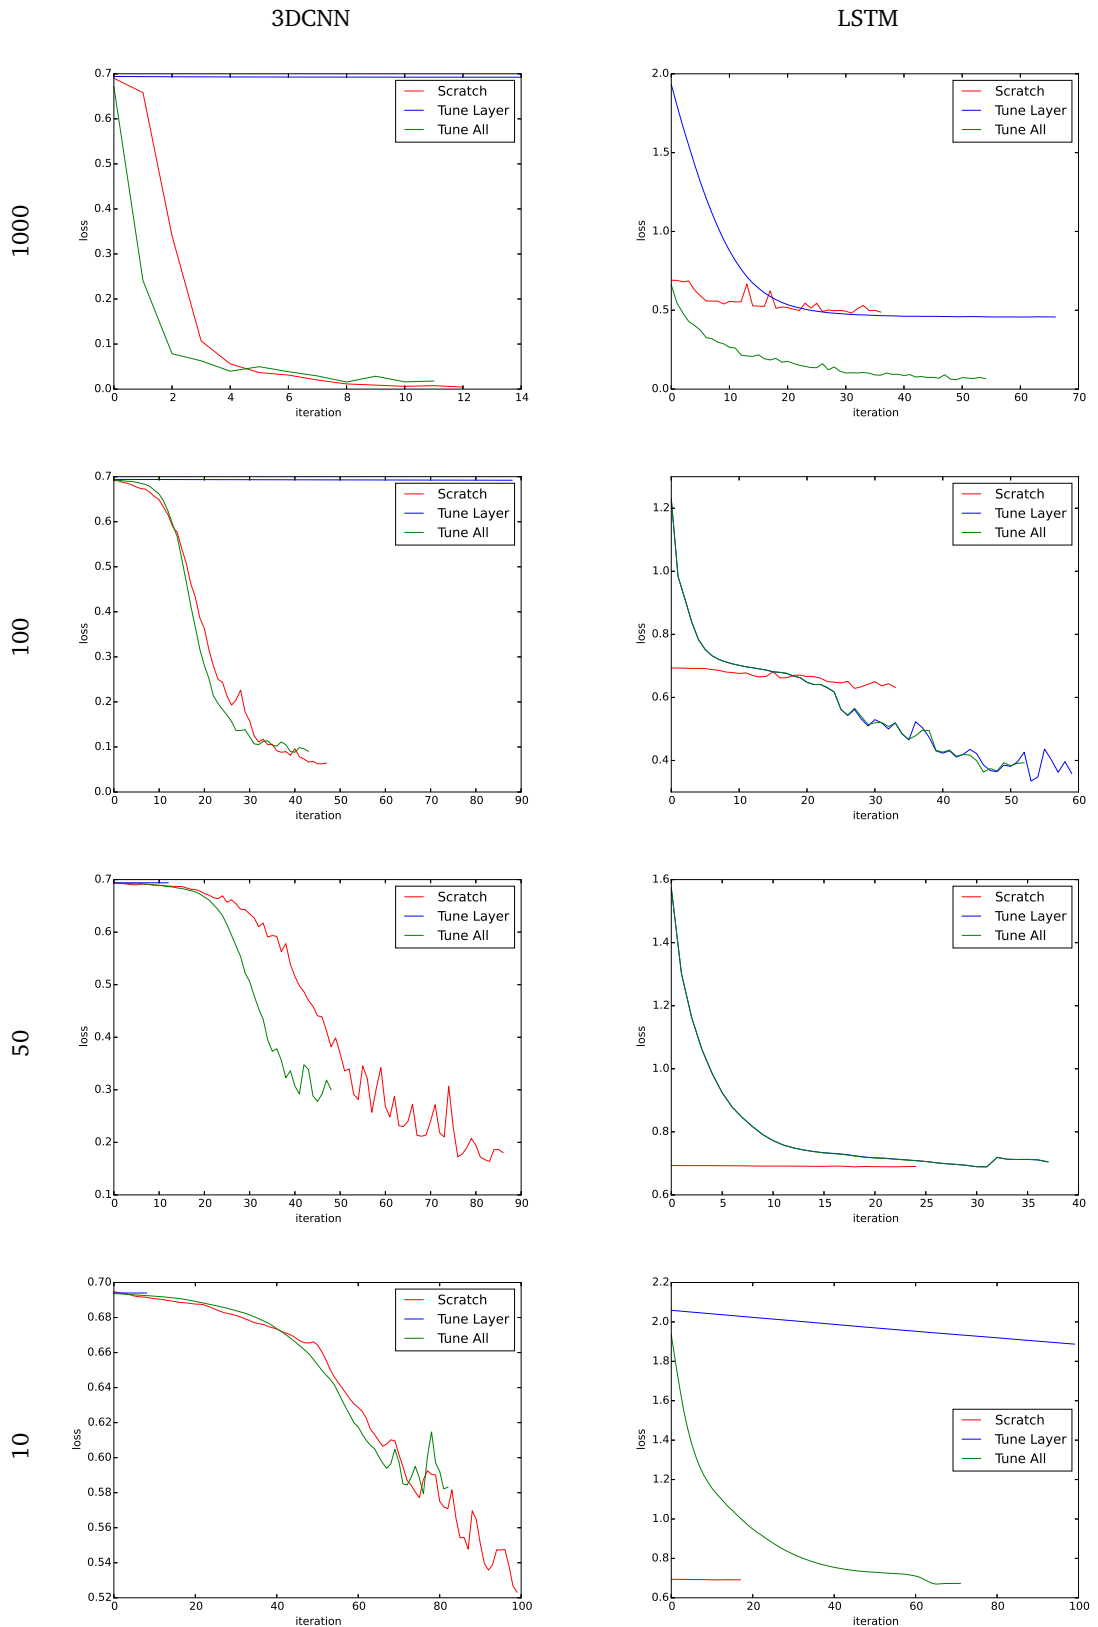 3DCNN LSTM
1000
0.7
0.6
0.5
0.4
0.3
0.2
0.1
0.0
loss
0 2 4 6 8 10 12 14
iteration
Scratch
Tune Layer
Tune All
2.0
1.5
1.0
0.5
0.0
loss
0 10 20 30 40 50 60 70
iteration
Scratch
Tune Layer
Tune All
100
0.7
0.6
0.5
0.4
0.3
0.2
0.1
0.0
loss
0 10 20 30 40 50 60 70 80 90
iteration
Scratch
Tune Layer
Tune All
1.2
1.0
0.8
0.6
0.4
loss
0 10 20 30 40 50 60
iteration
Scratch
Tune Layer
Tune All
50
0.7
0.6
0.5
0.4
0.3
0.2
0.1
loss
0 10 20 30 40 50 60 70 80 90
iteration
Scratch
Tune Layer
Tune All
1.6
1.4
1.2
1.0
0.8
0.6
loss
0 5 10 15 20 25 30 35 40
iteration
Scratch
Tune Layer
Tune All
10
0.70
0.68
0.66
0.64
0.62
0.60
0.58
0.56
0.54
0.52
loss
0 20 40 60 80 100
iteration
Scratch
Tune Layer
Tune All
2.2
2.0
1.8
1.6
1.4
1.2
1.0
0.8
0.6
loss
0 20 40 60 80 100
iteration
Scratch
Tune Layer
Tune All